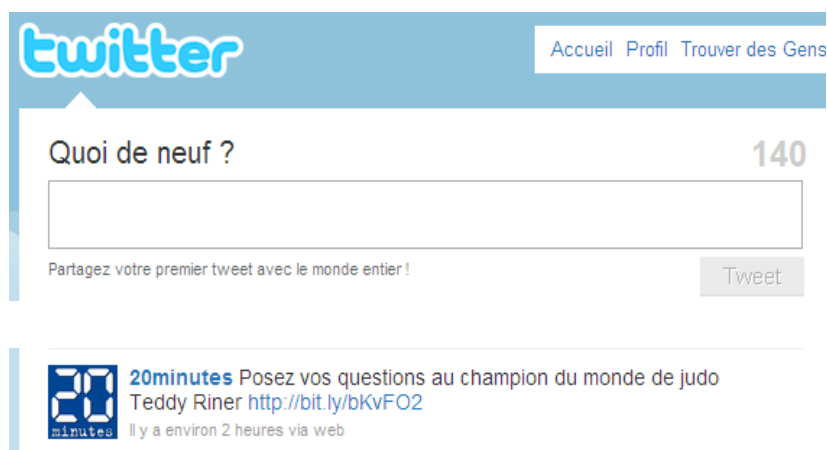 twitter
Accueil Profil Trouver des Gens
Quoi de neuf ?
140
Partagez votre premier tweet avec le monde entier !
Tweet
20 minutes
20minutes Posez vos questions au champion du monde de judo
Teddy Riner http://bit.ly/bKvFO2
Il y a environ 2 heures via web